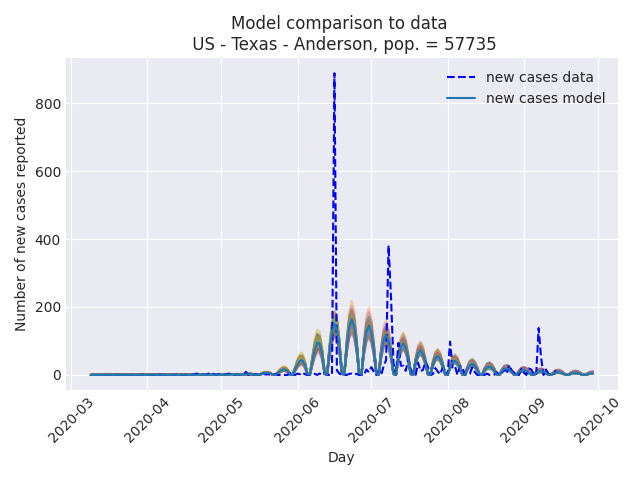 Model comparison to data
US - Texas - Anderson, pop. = 57735
new cases data
new cases model
Number of new cases reported
800
600
400
200
0
2020-03
2020-04
2020-05
2020-06
2020-07
2020-08
2020-09
2020-10
Day